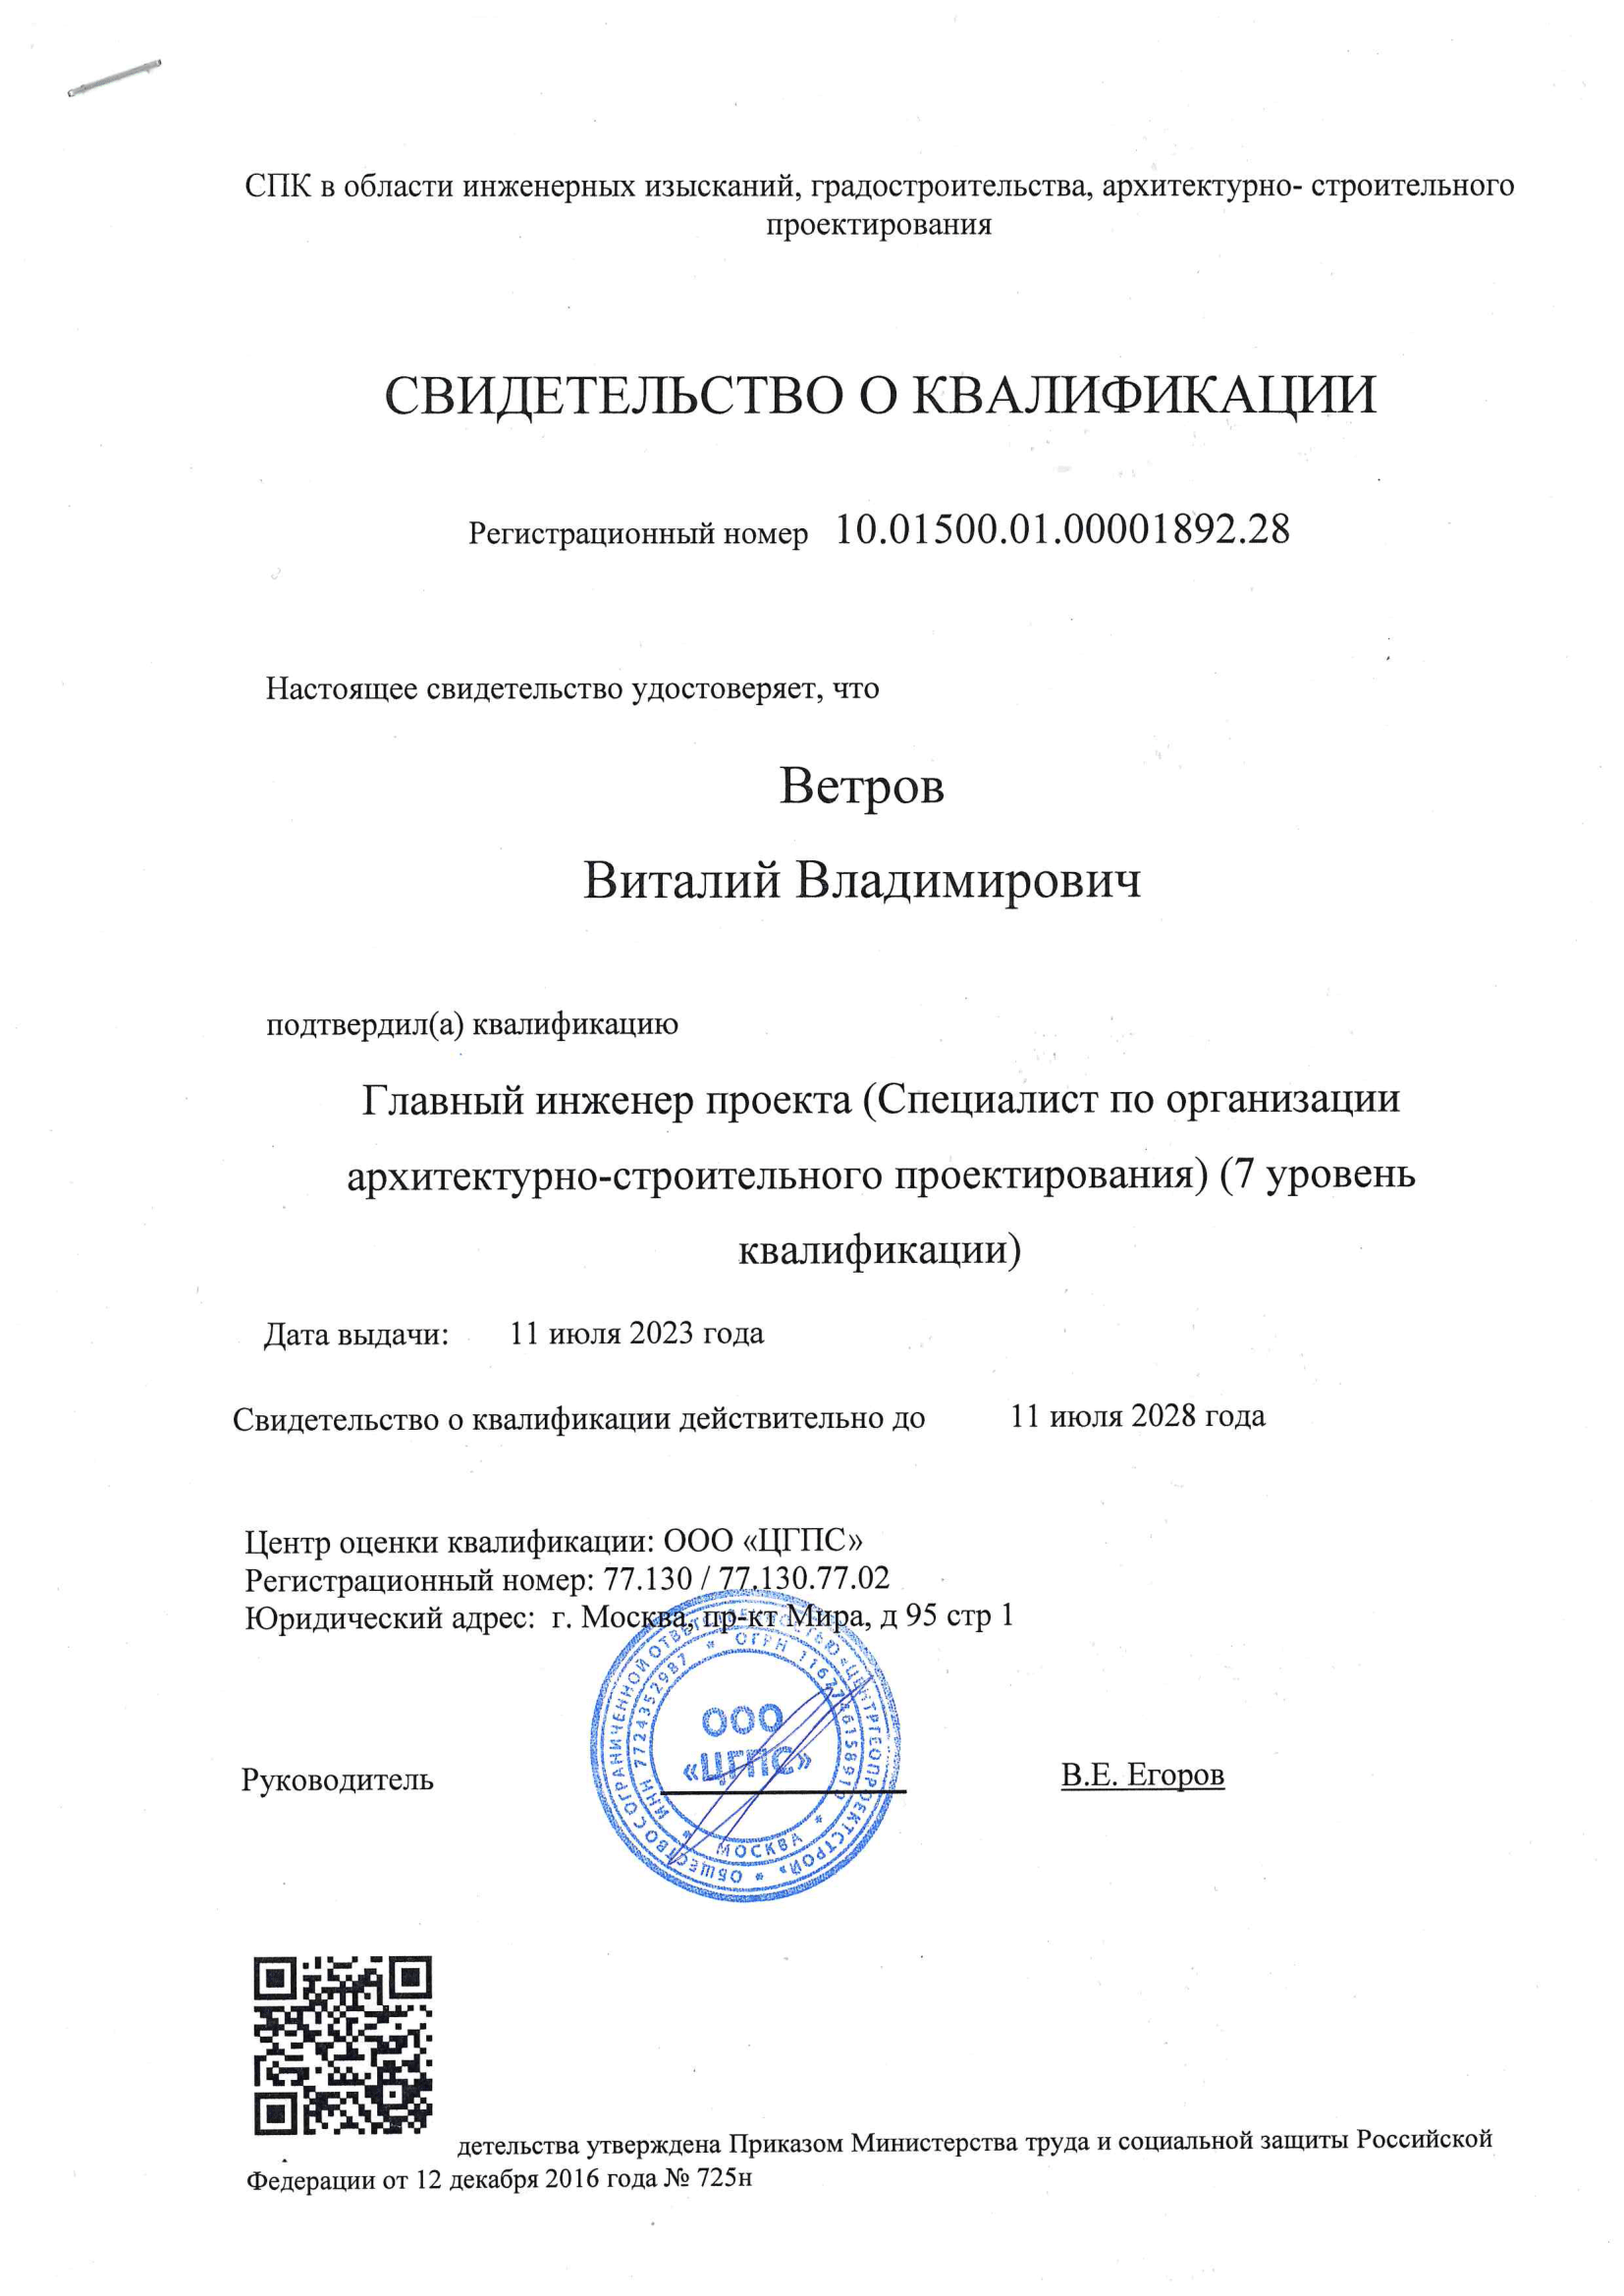 СПК в области инженерных изысканий, градостроительства, архитектурно- строительного
проектирования
СВИДЕТЕЛЬСТВО О КВАЛИФИКАЦИИ
Регистрационный номер 10.01500.01.00001892.28
Настоящее свидетельство удостоверяет, что
Ветров
Виталий Владимирович
подтвердил(а) квалификацию
Главный инженер проекта (Специалист по организации
архитектурно-строительного проектирования) (7 уровень
квалификации)
Дата выдачи: 11 июля 2023 года
Свидетельство о квалификации действительно до 11 июля 2028 года
Центр оценки квалификации: ООО «ЦГПС»
Регистрационный номер: 77.130 / 77.130.77.02
Юридический адрес: г. Москва, пр-кт Мира, д 95 стр 1
ОБЩЕСТВО С ОГРАНИЧЕННОЙ ОТВЕТСТВЕННОСТЬЮ «ЦЕНТРГЕОПРОЕКТСТРОЙ»
ИНН 7724352987 * ОГРН
МОСКВА
ООО
«ЦГПС»
Руководитель В.Е. Егоров
детельства утверждена Приказом Министерства труда и социальной защиты Российской
Федерации от 12 декабря 2016 года № 725н